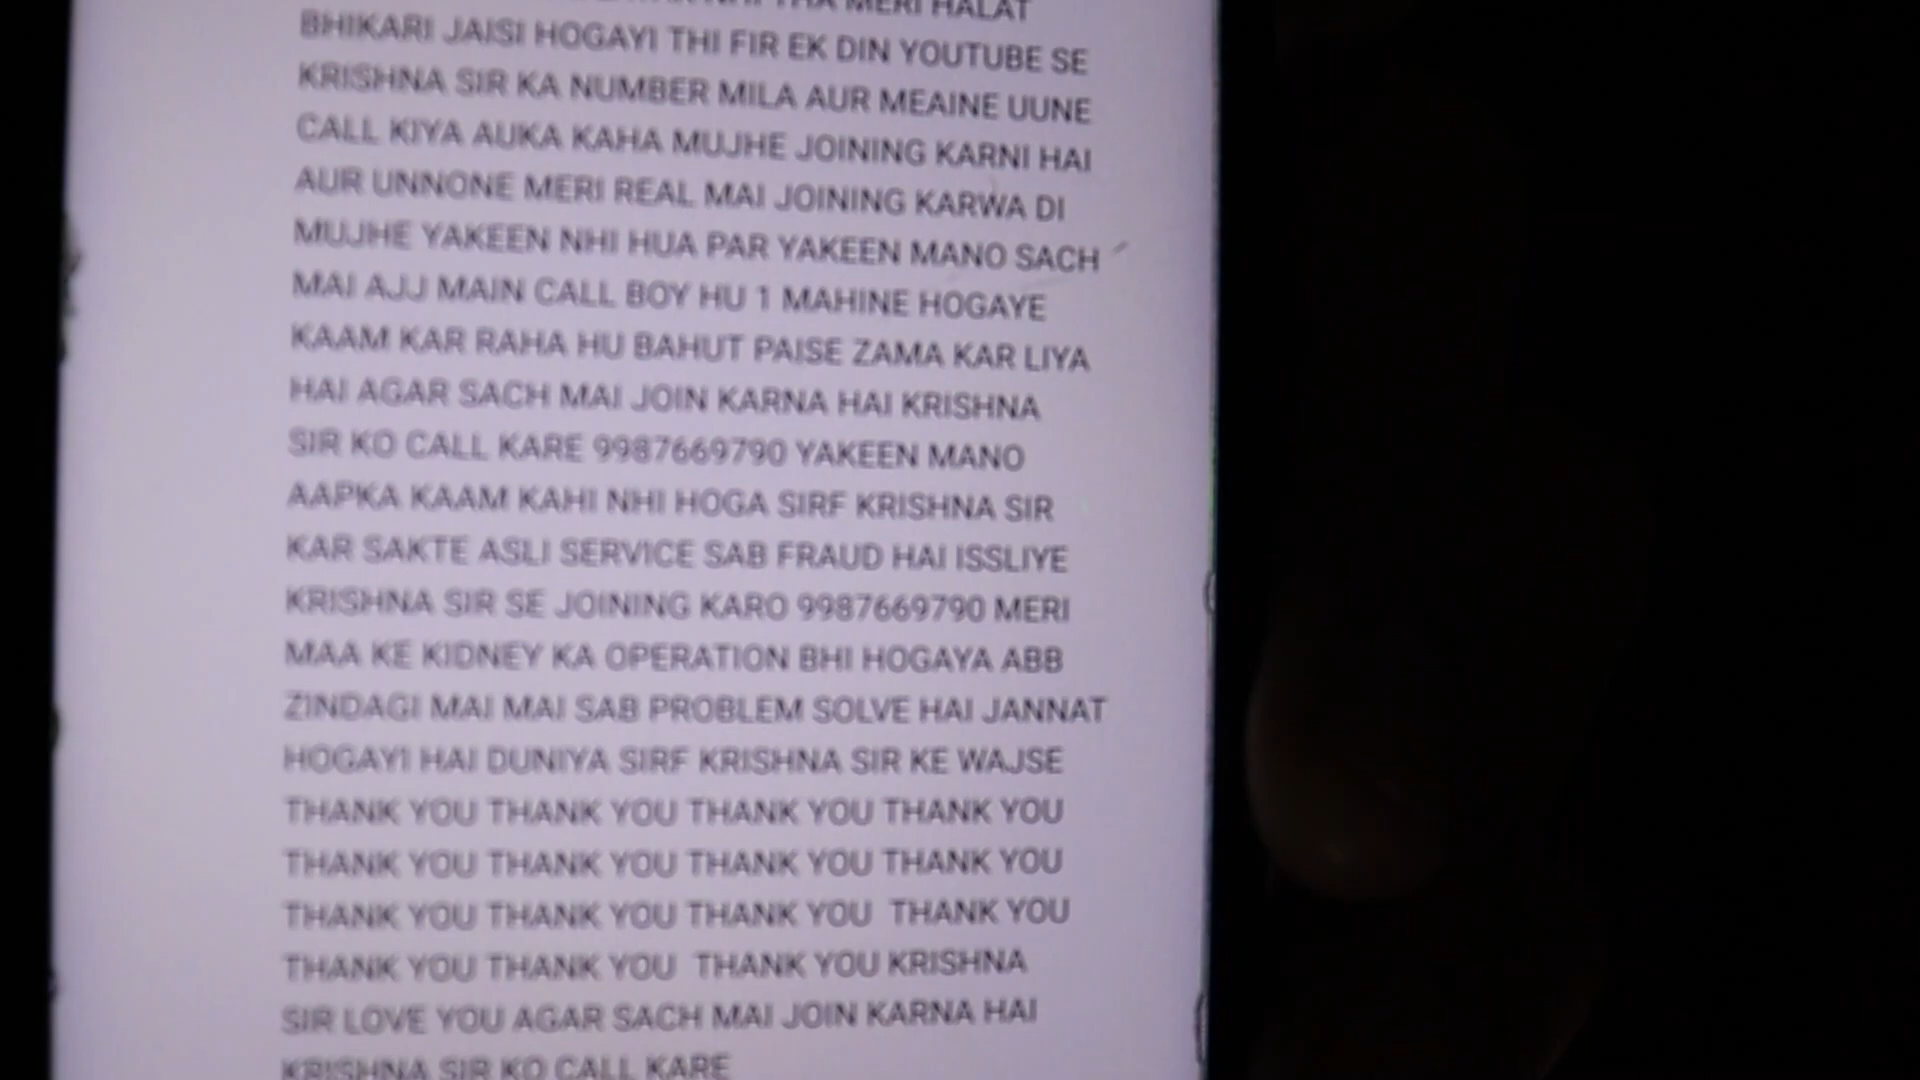 MERI HALAT
BHIKARI JAISI HOGAYI THI FIR EK DIN YOUTUBE SE
KRISHNA SIR KA NUMBER MILA AUR MEAINE UUNE
CALL KIYA AUKA KAHA MUJHE JOINING KARNI HAI
AUR UNNONE MERI REAL MAI JOINING KARWA DI
MUJHE YAKEEN NHI HUA PAR YAKEEN MANO SACH
MAI AJJ MAIN CALL BOY HU 1 MAHINE HOGAYE
KAAM KAR RAHA HU BAHUT PAISE ZAMA KAR LIYA
HAI AGAR SACH MAI JOIN KARNA HAI KRISHNA
SIR KO CALL KARE 9987669790 YAKEEN MANO
AAPKA KAAM KAHI NHI HOGA SIRF KRISHNA SIR
KAR SAKTE ASLI SERVICE SAB FRAUD HAI ISSLIYE
KRISHNA SIR SE JOINING KARO 9987669790 MERI
MAA KE KIDNEY KA OPERATION BHI HOGAYA ABB
ZINDAGI MAI MAI SAB PROBLEM SOLVE HAI JANNAT
HOGAYI HAI DUNIYA SIRF KRISHNA SIR KE WAJSE
THANK YOU THANK YOU THANK YOU THANK YOU
THANK YOU THANK YOU THANK YOU THANK YOU
THANK YOU THANK YOU THANK YOU THANK YOU
THANK YOU THANK YOU THANK YOU KRISHNA
SIR LOVE YOU AGAR SACH MAI JOIN KARNA HAI
KRISHNA SIR KO CALL KARE